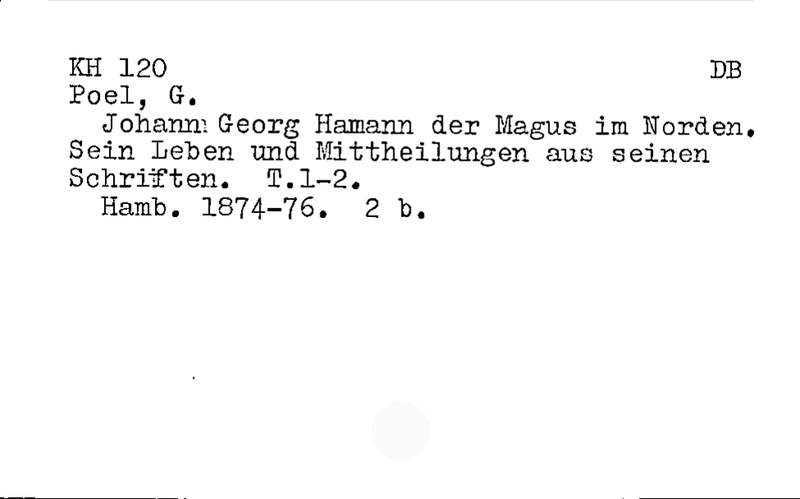 KH 120 DB
Poel, G.
Johann Georg Hamann der Magus im Norden.
Sein Leben und Mittheilungen aus seinen
Schriften. T.1-2.
Hamb. 1874-76. 2 b.